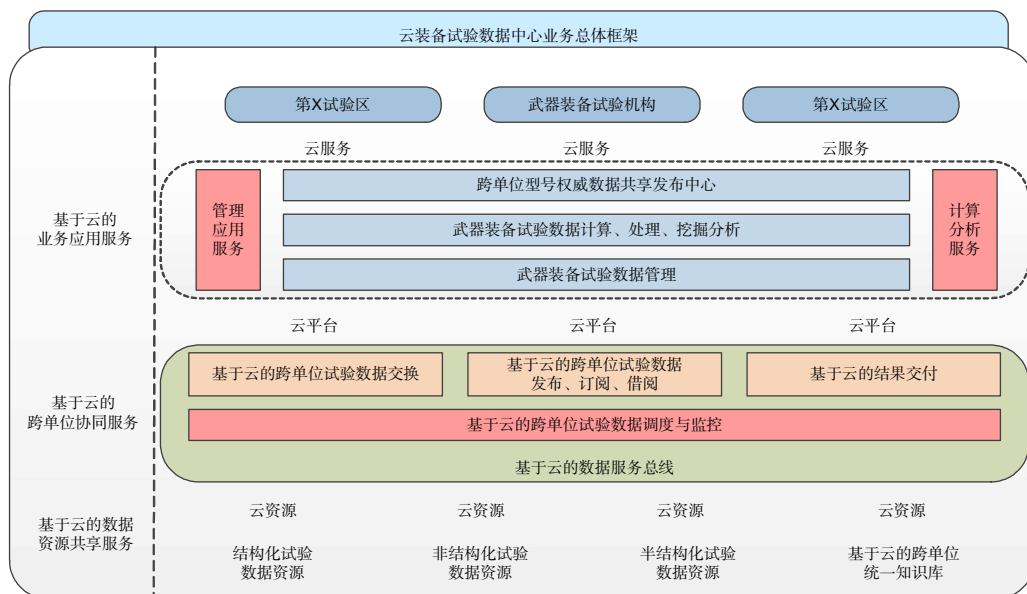 云装备试验数据中心业务总体框架
第X试验区
武器装备试验机构
第X试验区
云服务
云服务
云服务
基于云的
业务应用服务
管理
应用
服务
跨单位型号权威数据共享发布中心
武器装备试验数据计算、处理、挖掘分析
武器装备试验数据管理
计算
分析
服务
云平台
云平台
云平台
基于云的
跨单位协同服务
基于云的跨单位试验数据交换
基于云的跨单位试验数据
发布、订阅、借阅
基于云的结果交付
基于云的跨单位试验数据调度与监控
基于云的数据服务总线
基于云的数据
资源共享服务
云资源
云资源
云资源
云资源
结构化试验
数据资源
非结构化试验
数据资源
半结构化试验
数据资源
基于云的跨单位
统一知识库